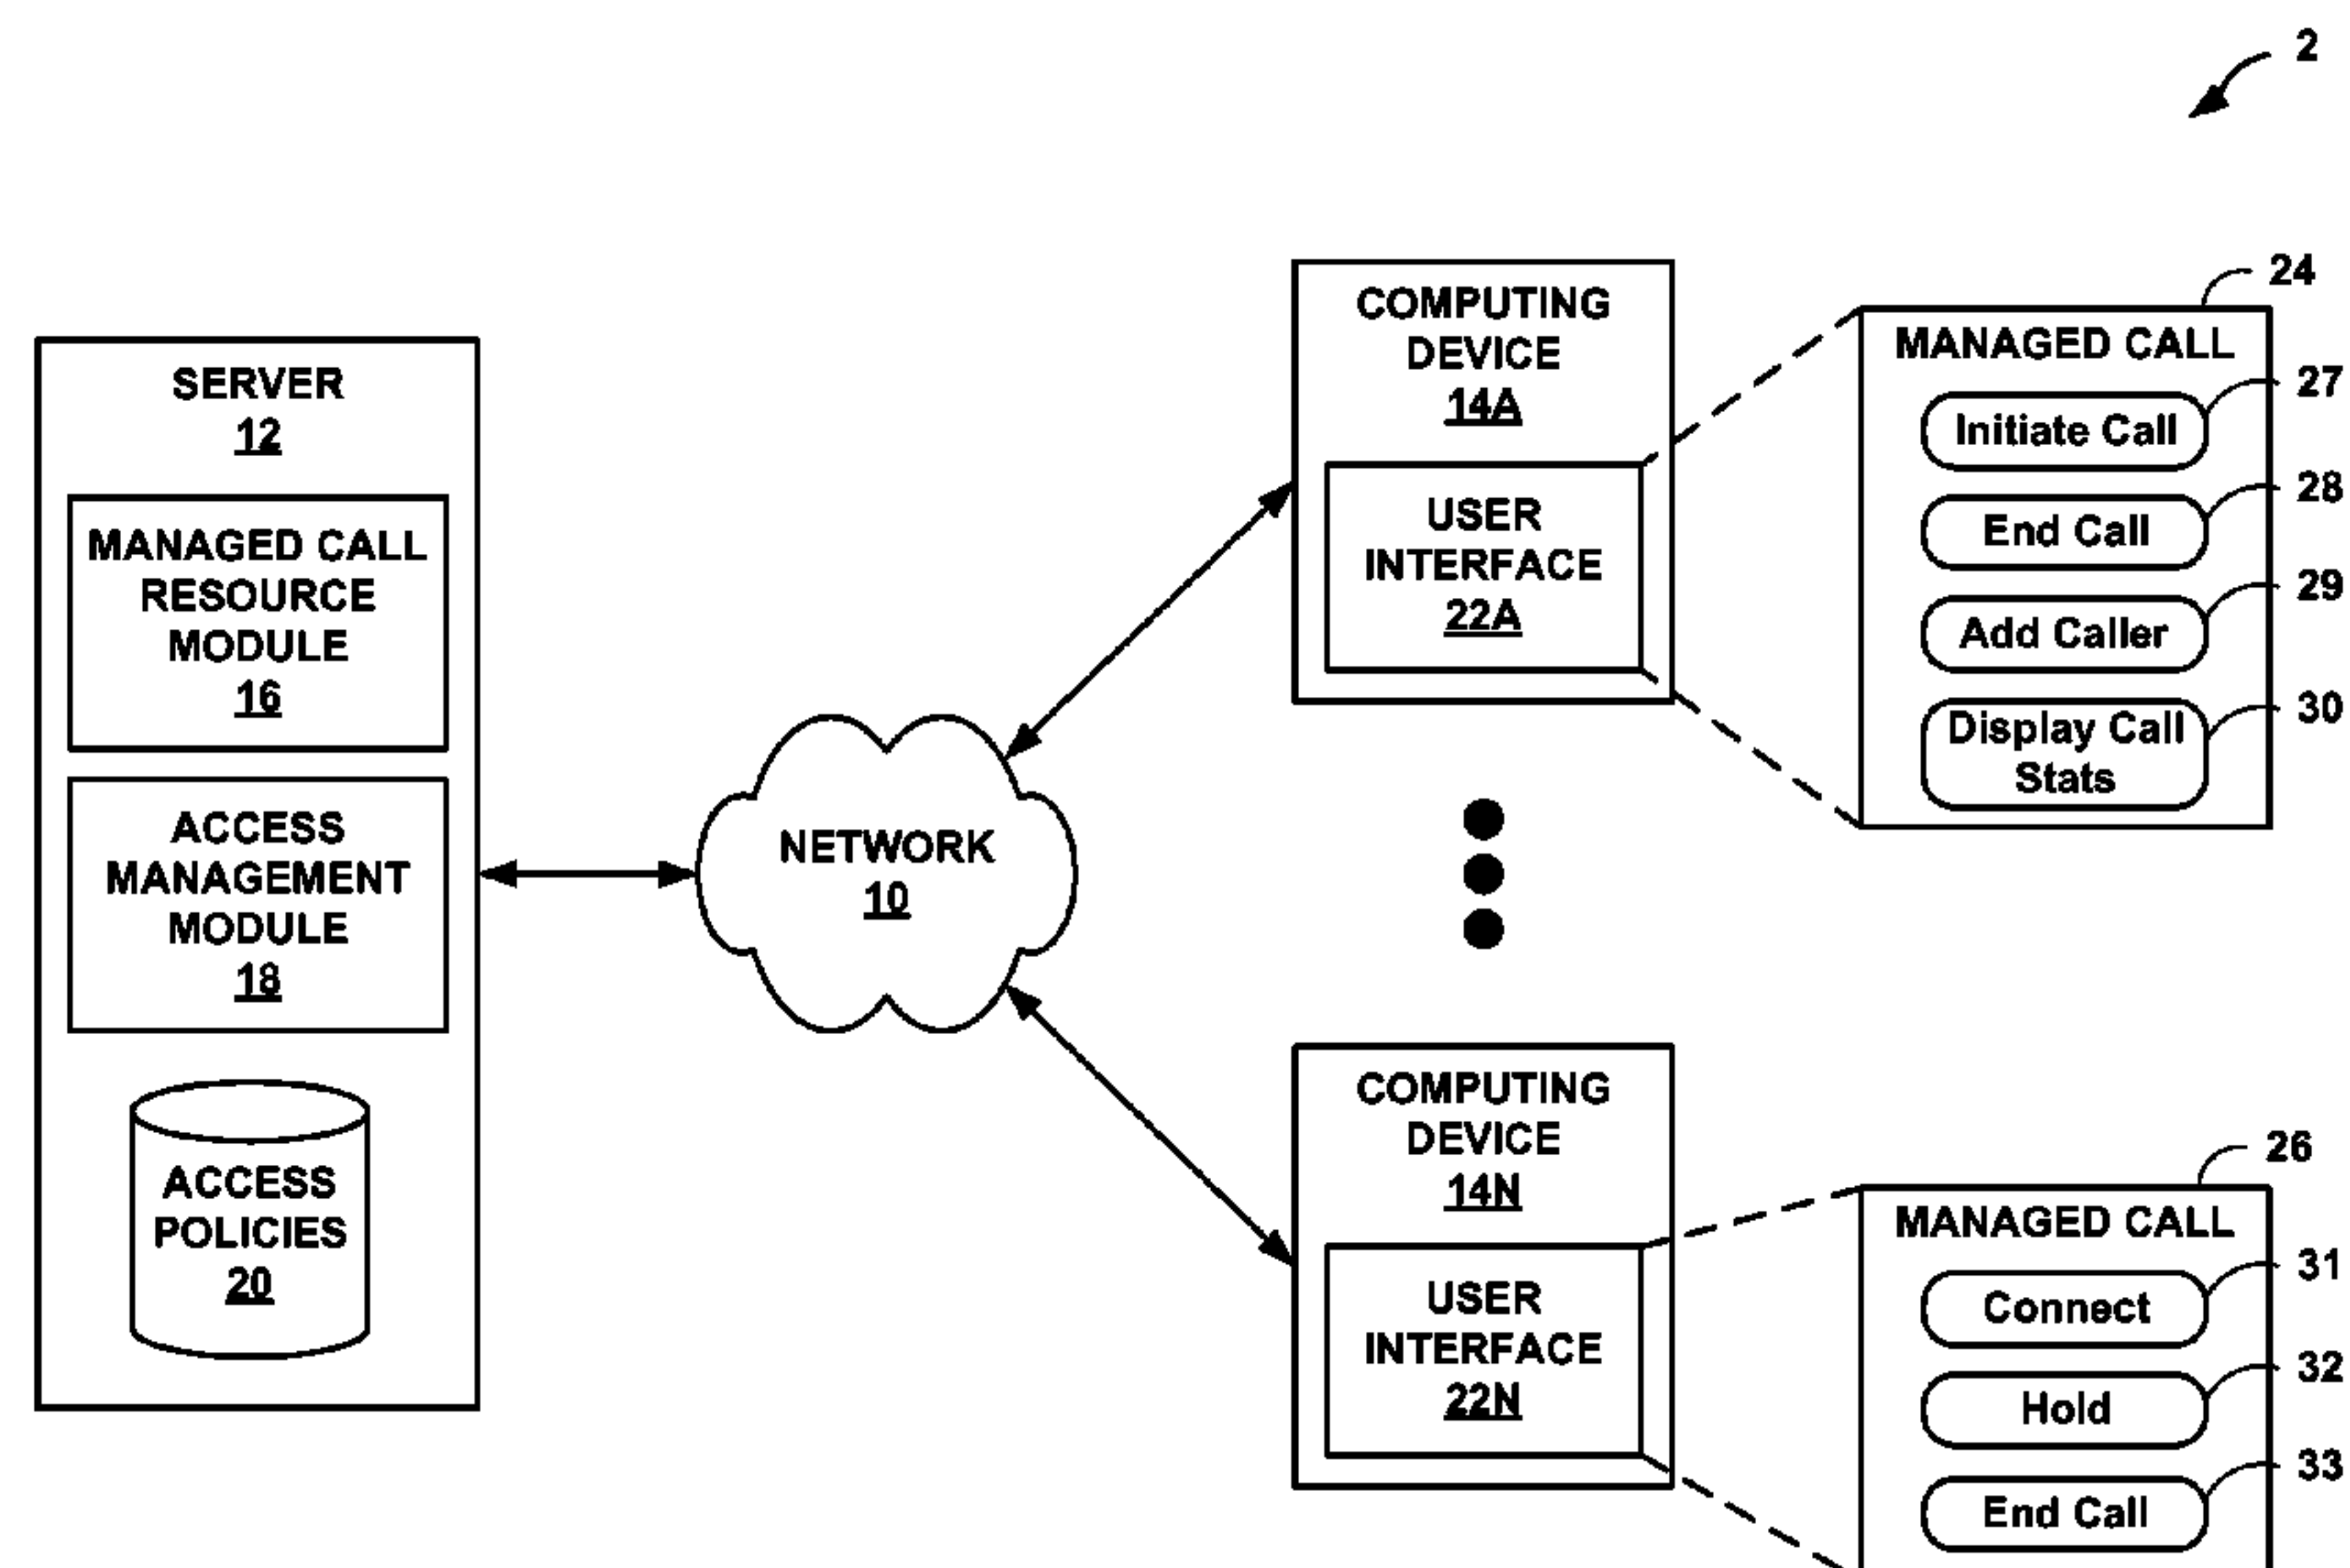 2
SERVER
12
MANAGED CALL
RESOURCE
MODULE
16
ACCESS
MANAGEMENT
MODULE
18
ACCESS
POLICIES
20
NETWORK
10
COMPUTING
DEVICE
14A
USER
INTERFACE
22A
24
MANAGED CALL
27
Initiate Call
28
End Call
29
Add Caller
30
Display Call
Stats
COMPUTING
DEVICE
14N
USER
INTERFACE
22N
26
MANAGED CALL
31
Connect
32
Hold
33
End Call